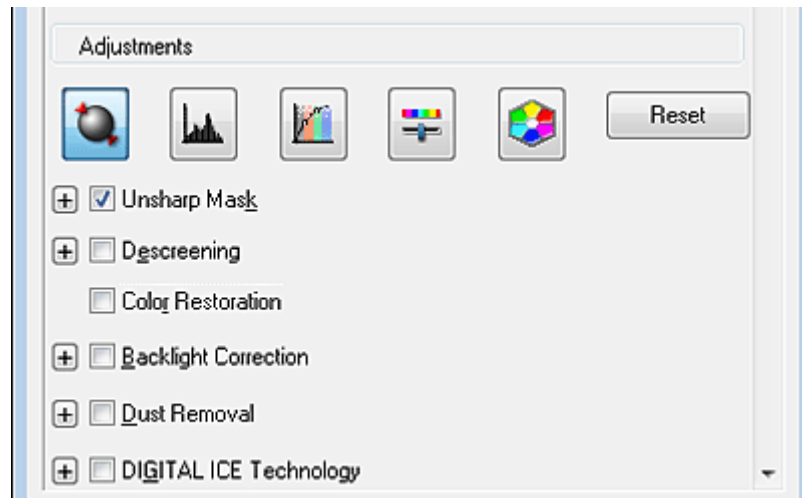 Adjustments
Reset
Unsharp Mask
Descreening
Color Restoration
Backlight Correction
Dust Removal
DIGITAL ICE Technology